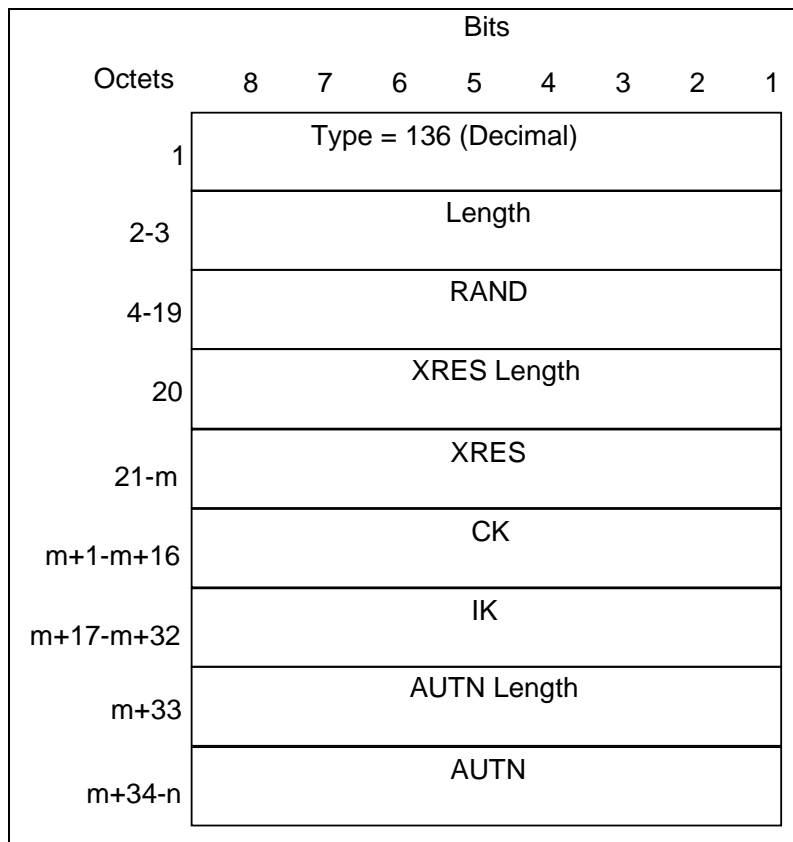 Bits
Octets 8 7 6 5 4 3 2 1
1 Type = 136 (Decimal)
2-3 Length
4-19 RAND
20 XRES Length
21-m XRES
m+1-m+16 CK
m+17-m+32 IK
m+33 AUTN Length
m+34-n AUTN